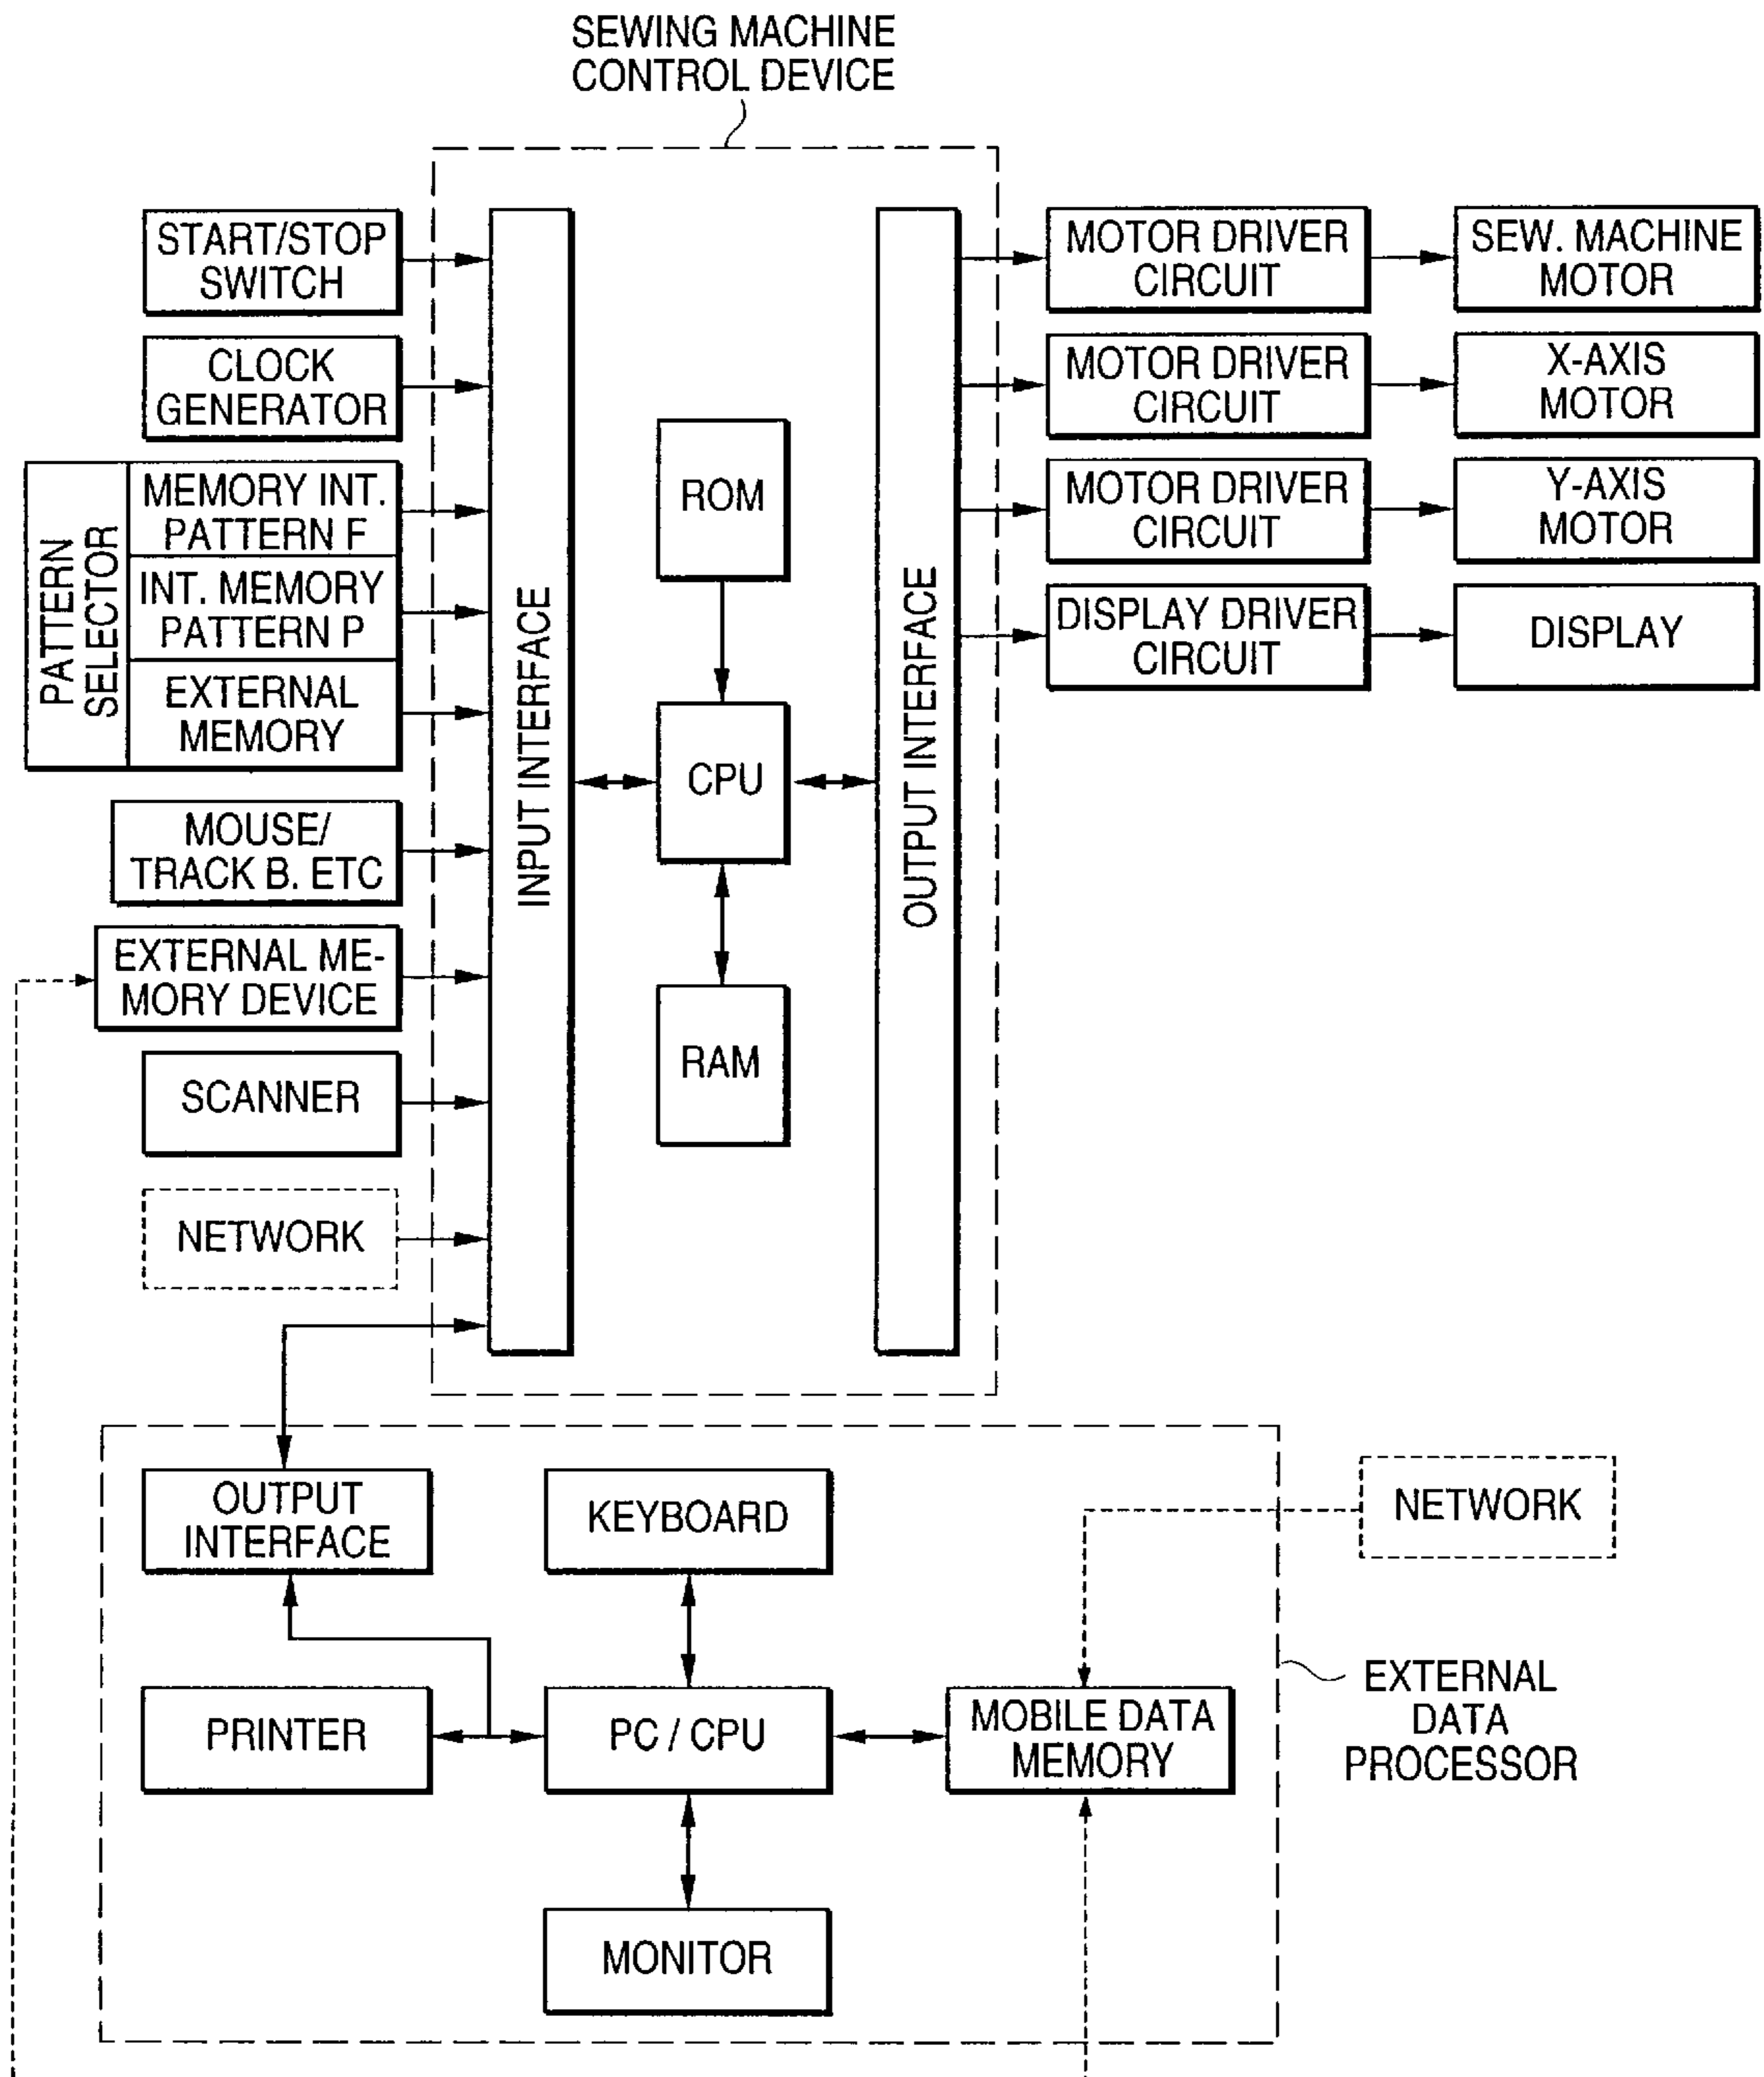 SEWING MACHINE
CONTROL DEVICE
START/STOP
SWITCH
CLOCK
GENERATOR
PATTERN
SELECTOR
MEMORY INT.
PATTERN F
INT. MEMORY
PATTERN P
EXTERNAL
MEMORY
MOUSE/
TRACK B. ETC
EXTERNAL ME-
MORY DEVICE
SCANNER
NETWORK
INPUT INTERFACE
ROM
CPU
RAM
OUTPUT INTERFACE
MOTOR DRIVER
CIRCUIT
SEW. MACHINE
MOTOR
MOTOR DRIVER
CIRCUIT
X-AXIS
MOTOR
MOTOR DRIVER
CIRCUIT
Y-AXIS
MOTOR
DISPLAY DRIVER
CIRCUIT
DISPLAY
OUTPUT
INTERFACE
KEYBOARD
NETWORK
PRINTER
PC / CPU
MOBILE DATA
MEMORY
EXTERNAL
DATA
PROCESSOR
MONITOR